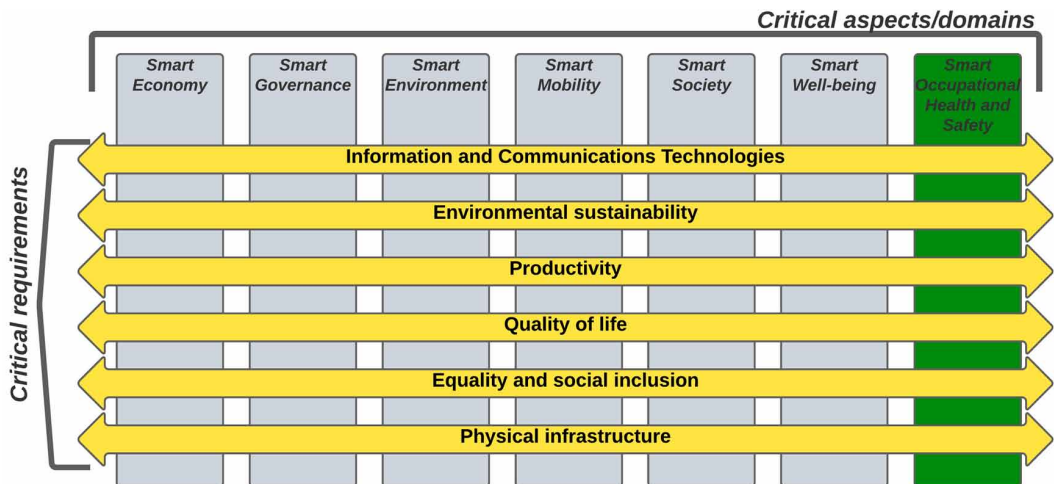 Critical aspects/domains
Smart
Economy
Smart
Governance
Smart
Environment
Smart
Mobility
Smart
Society
Smart
Well-being
Smart
Occupational
Health and
Safety
Critical requirements
Information and Communications Technologies
Environmental sustainability
Productivity
Quality of life
Equality and social inclusion
Physical infrastructure